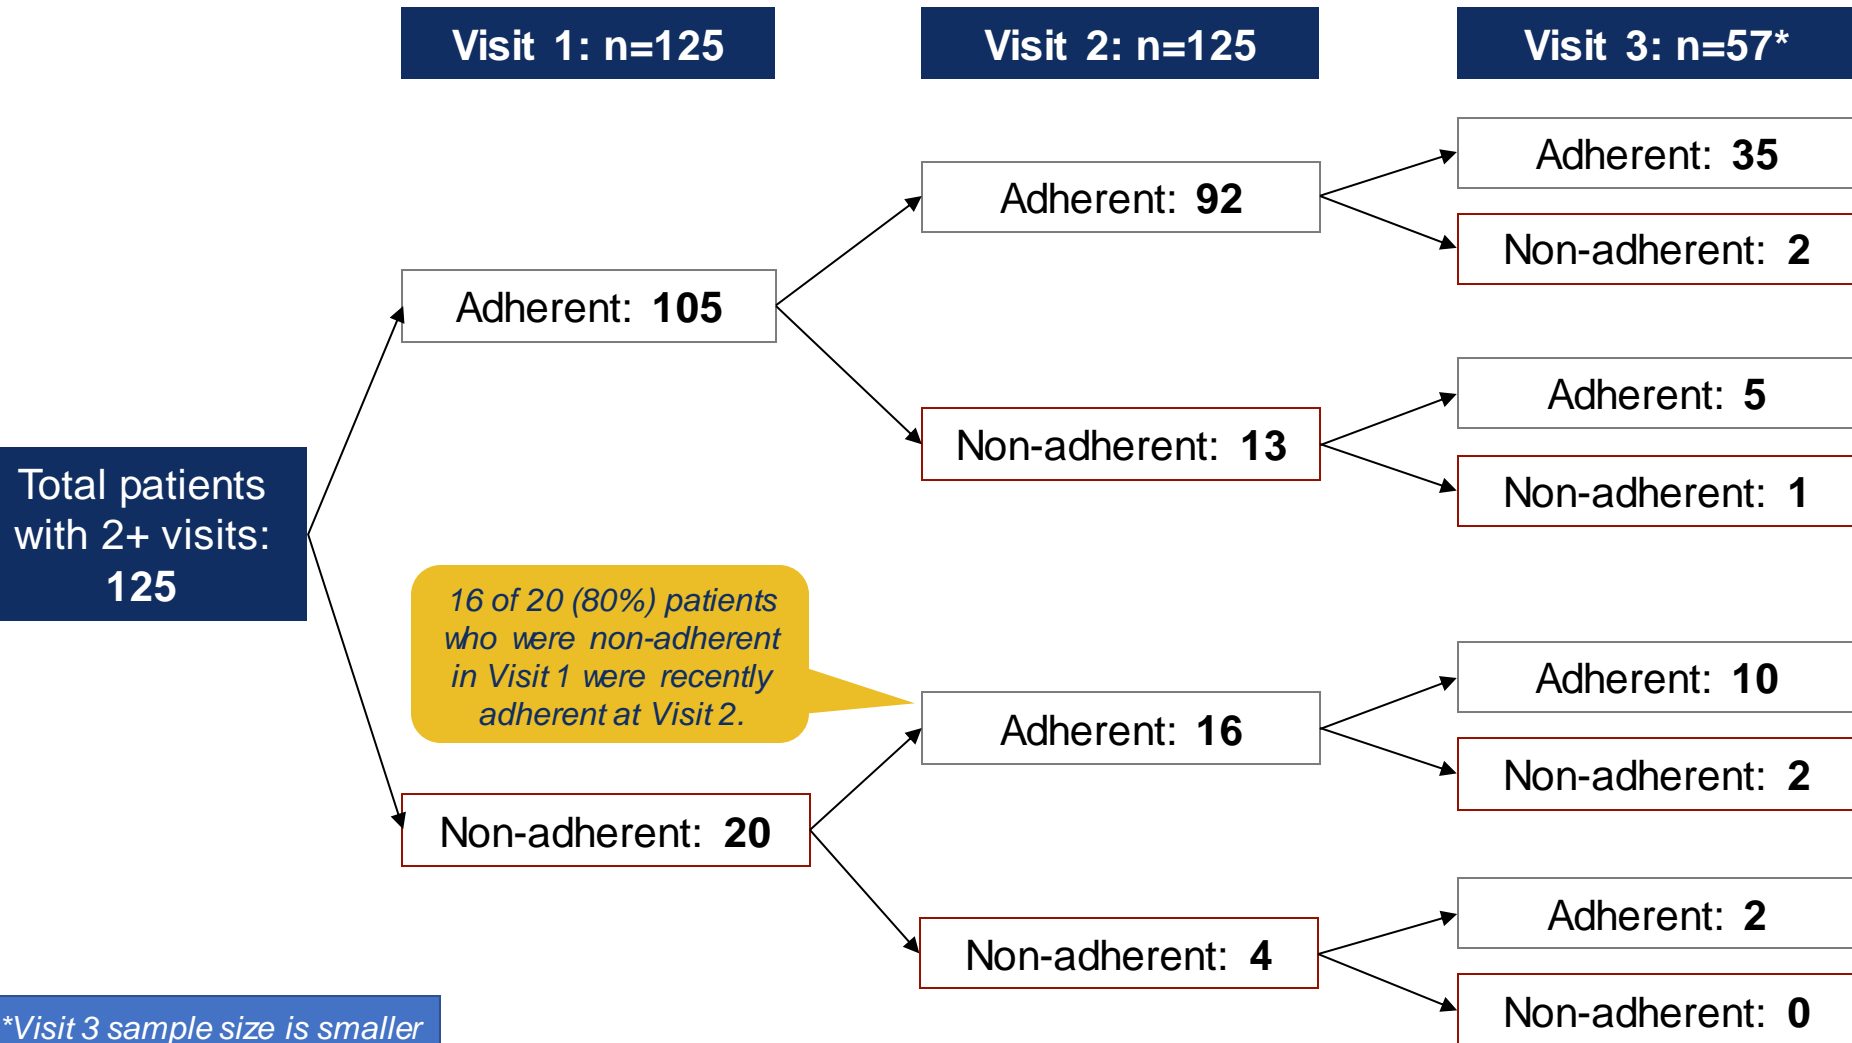 Visit 1: n=125
Visit 2: n=125
Visit 3: n=57*
Adherent: 35
Adherent: 92
Non-adherent: 2
Adherent: 105
Adherent: 5
Non-adherent: 13
Non-adherent: 1
Total patients
with 2+ visits:
125
16 of 20 (80%) patients
who were non-adherent
in Visit 1 were recently
adherent at Visit 2.
Adherent: 10
Adherent: 16
Non-adherent: 2
Non-adherent: 20
Adherent: 2
Non-adherent: 4
Non-adherent: 0
*Visit 3 sample size is smaller